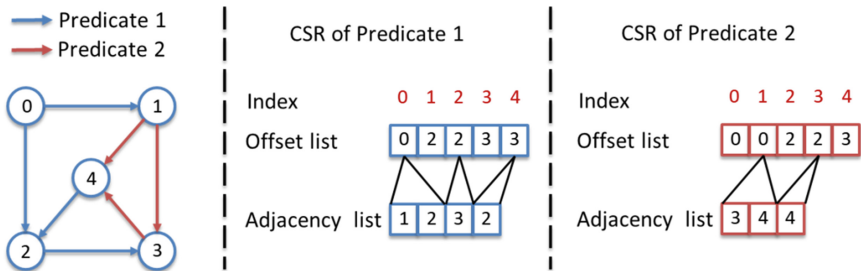 Predicate 1
Predicate 2
0 1
4
2 3
CSR of Predicate 1
Index 0 1 2 3 4
Offset list 0 2 2 3 3
Adjacency list 1 2 3 2
CSR of Predicate 2
Index 0 1 2 3 4
Offset list 0 0 2 2 3
Adjacency list 3 4 4